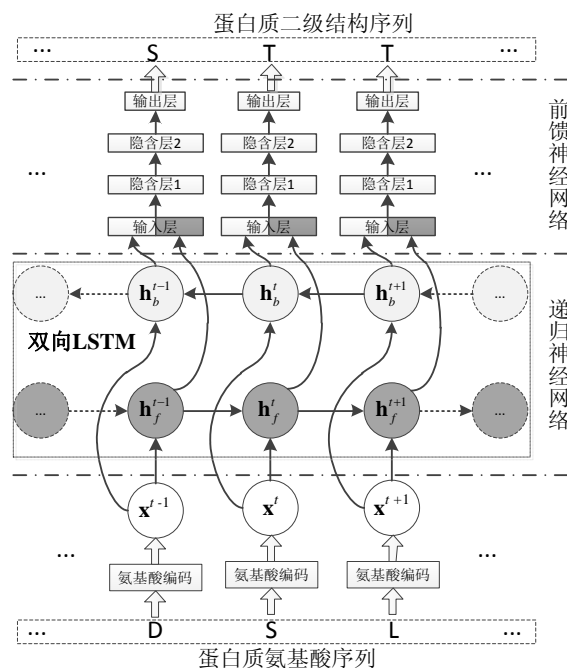 蛋白质二级结构序列
... S T T ...
输出层 输出层 输出层
隐含层2 隐含层2 隐含层2
... ...
隐含层1 隐含层1 隐含层1
输入层 输入层 输入层
前馈神经网络
... h_b^{t-1} h_b^{t} h_b^{t+1} ...
双向LSTM
... h_f^{t-1} h_f^{t} h_f^{t+1} ...
递归神经网络
x^{t-1} x^{t} x^{t+1}
... ...
氨基酸编码 氨基酸编码 氨基酸编码
... D S L ...
蛋白质氨基酸序列